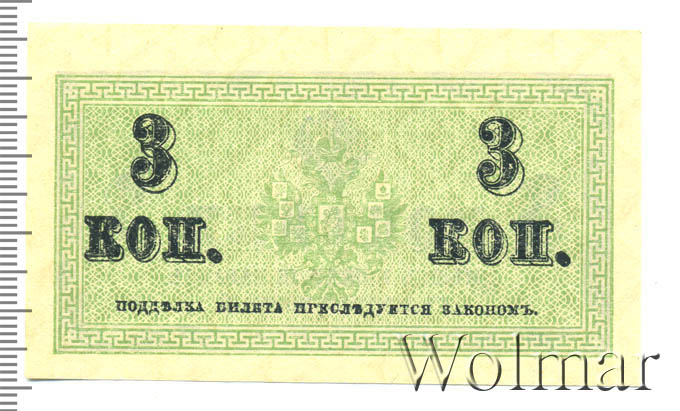 3 3
КОП. КОП.
ПОДДѢЛКА БИЛЕТА ПРЕСЛѢДУЕТСЯ ЗАКОНОМЪ.
Wolmar